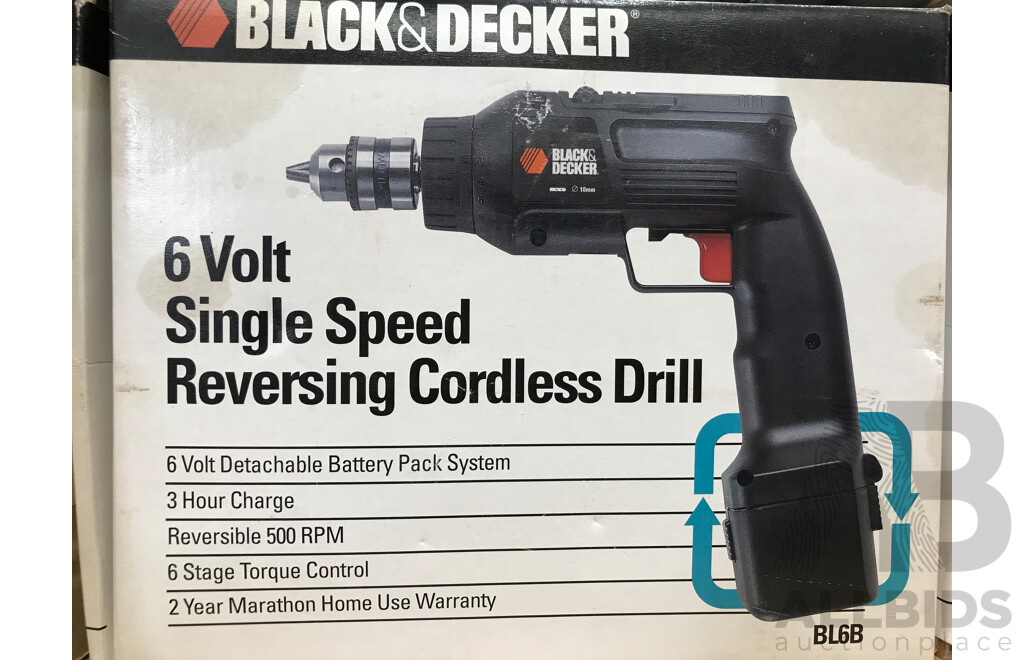 BLACK&DECKER®
BLACK&
DECKER
Ø 10mm
6 Volt
Single Speed
Reversing Cordless Drill
6 Volt Detachable Battery Pack System
3 Hour Charge
Reversible 500 RPM
6 Stage Torque Control
2 Year Marathon Home Use Warranty
BL6B
B
ALLBIDS
auctionplace